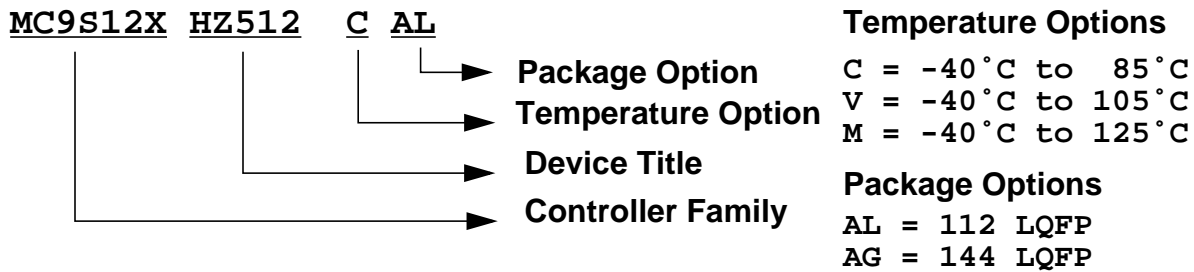 MC9S12X HZ512 C AL
Package Option
Temperature Option
Device Title
Controller Family
Temperature Options
C = -40˚C to 85˚C
V = -40˚C to 105˚C
M = -40˚C to 125˚C
Package Options
AL = 112 LQFP
AG = 144 LQFP